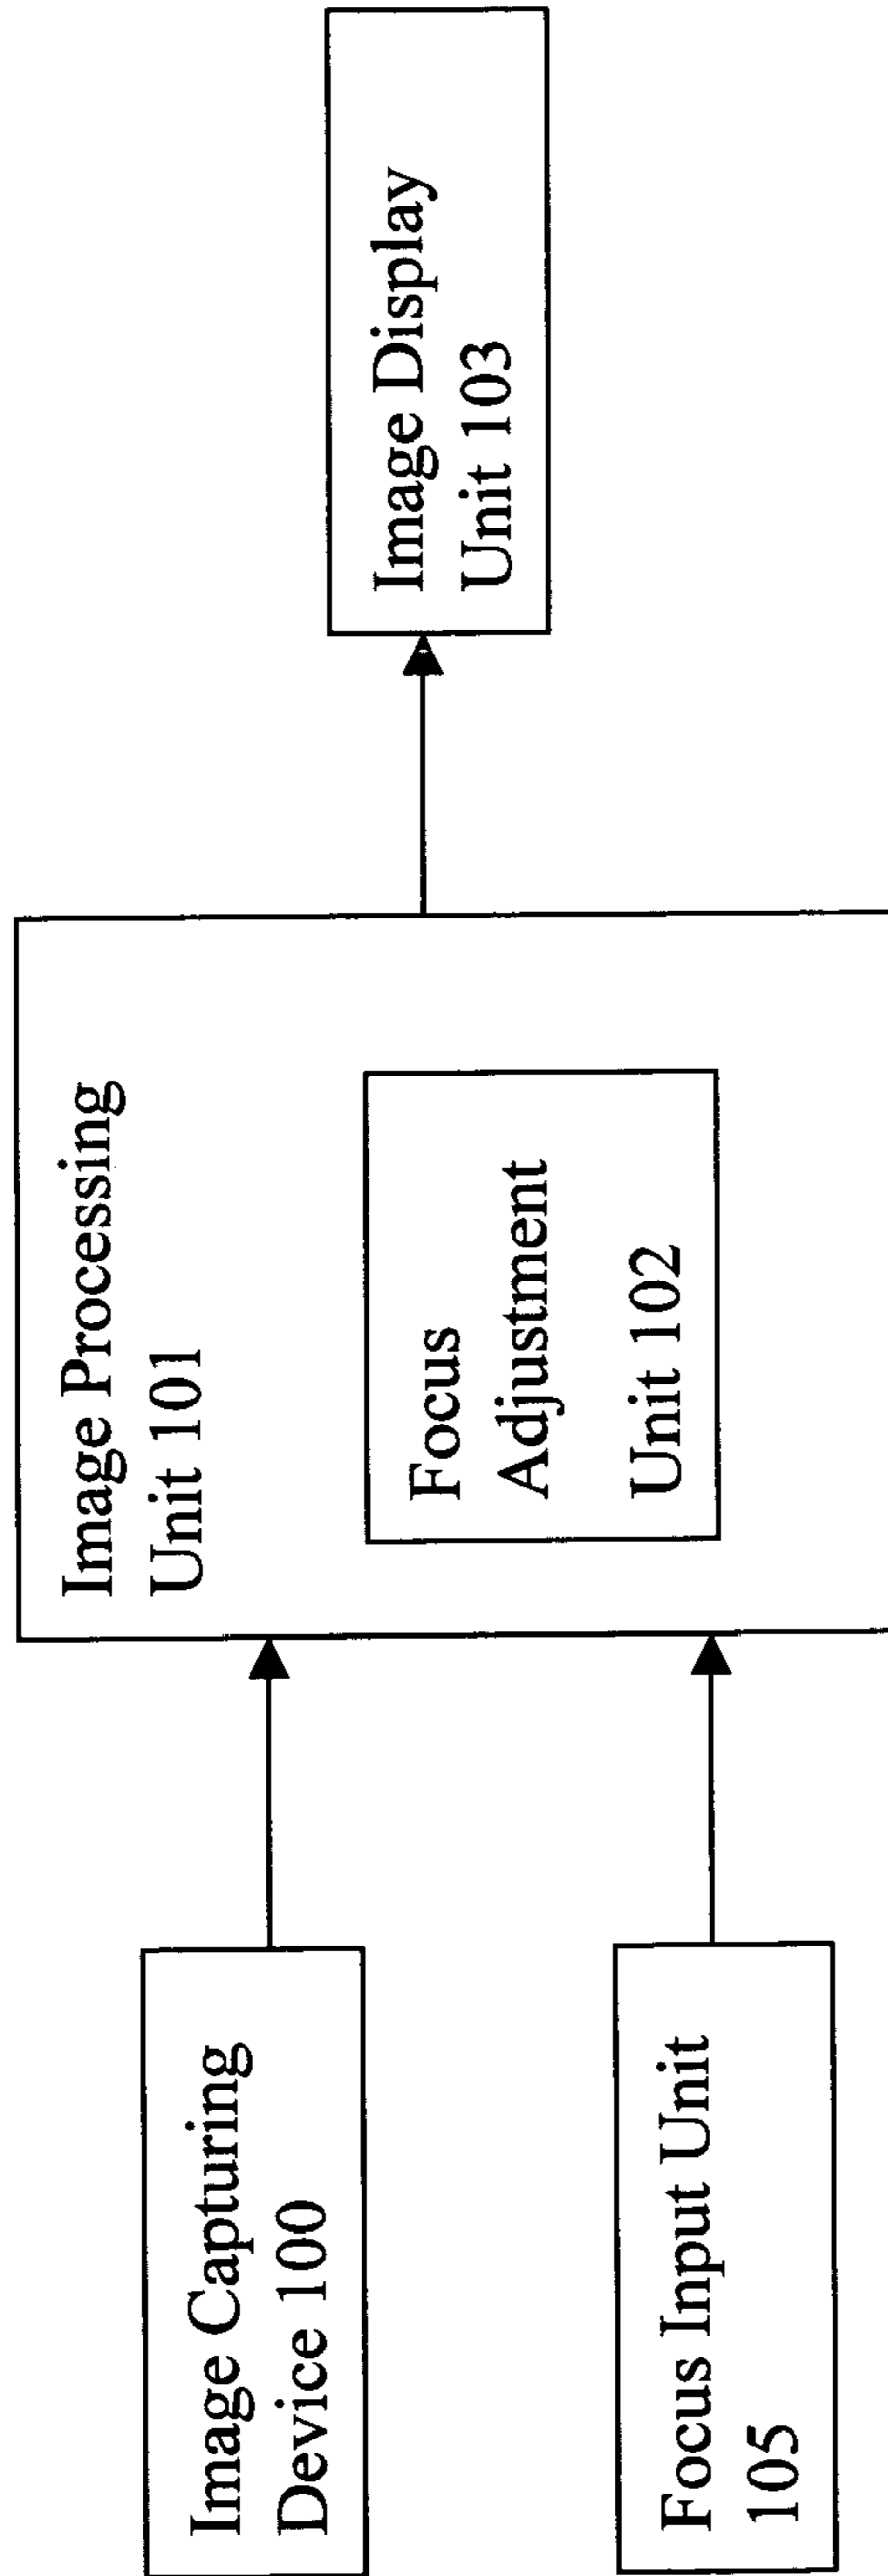 Image Capturing
Device 100
Focus Input Unit
105
Image Processing
Unit 101
Focus
Adjustment
Unit 102
Image Display
Unit 103